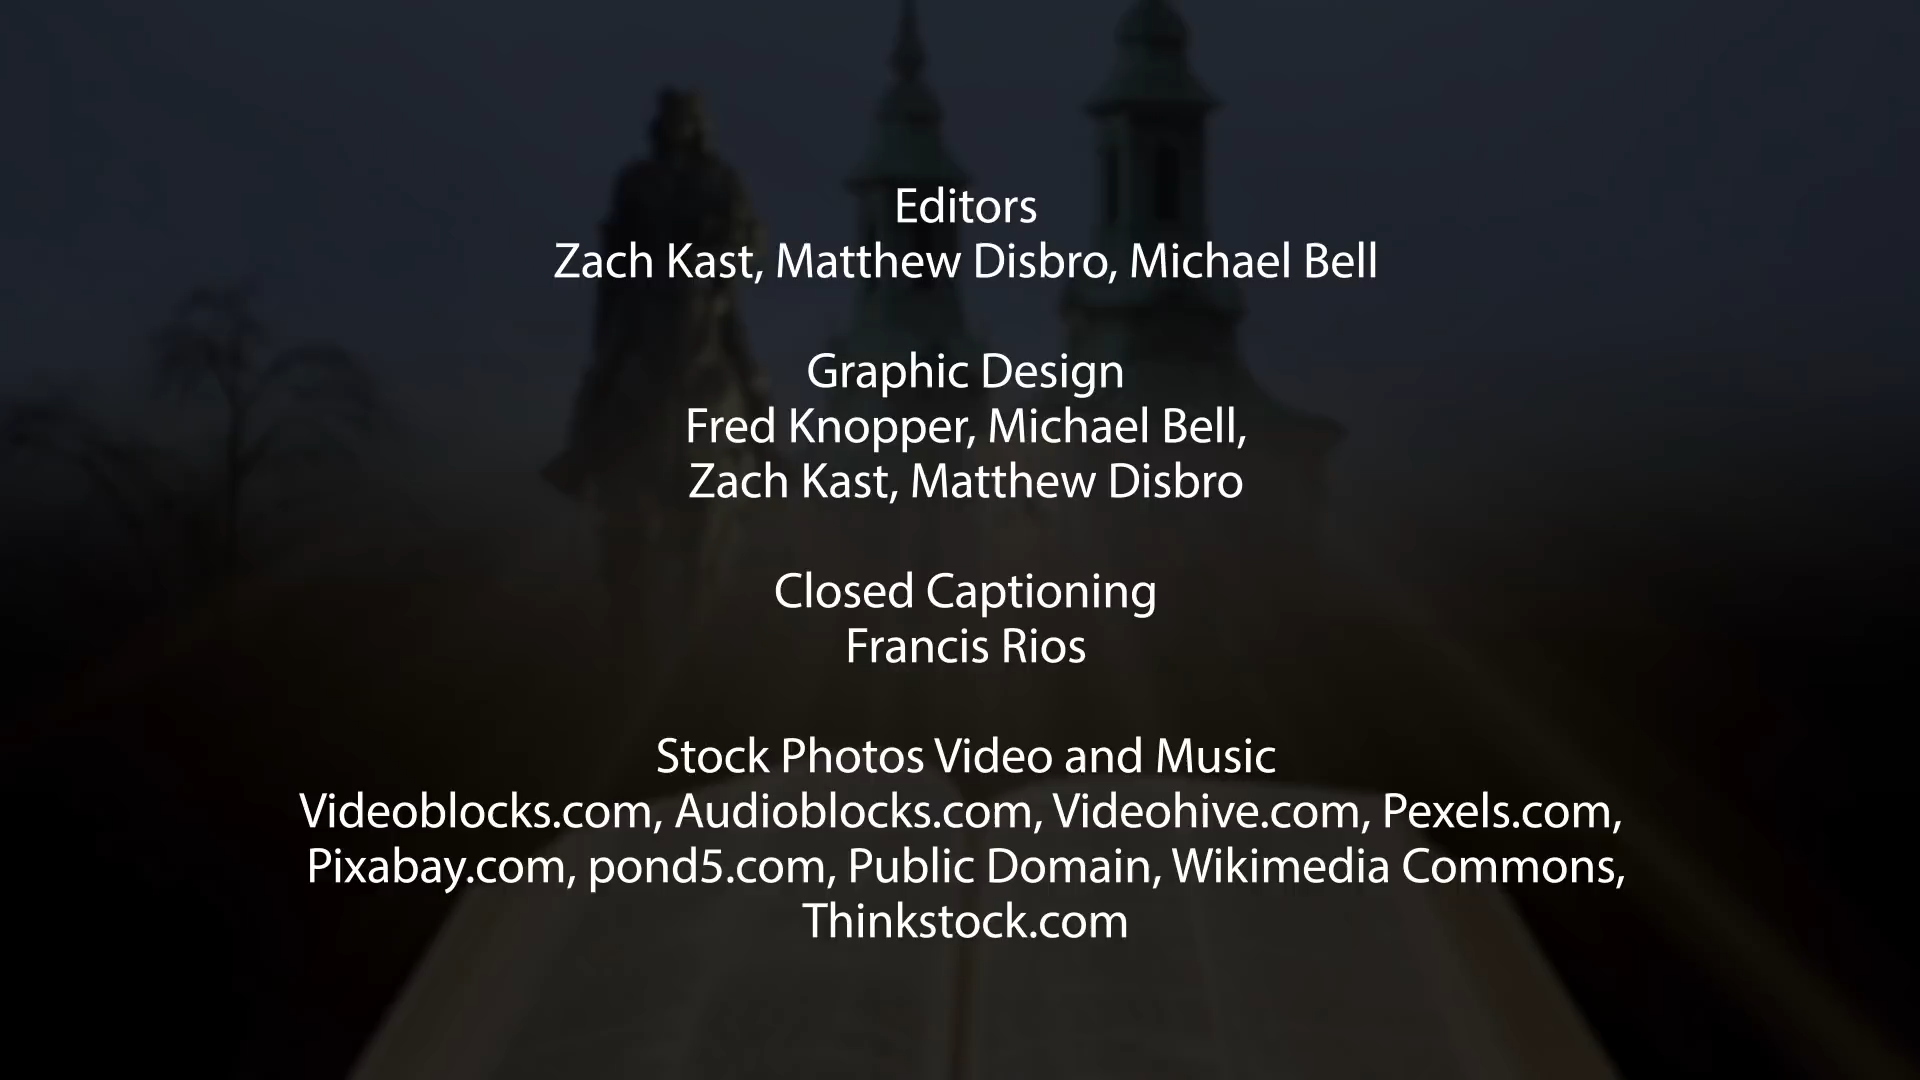 Editors
Zach Kast, Matthew Disbro, Michael Bell
Graphic Design
Fred Knopper, Michael Bell,
Zach Kast, Matthew Disbro
Closed Captioning
Francis Rios
Stock Photos Video and Music
Videoblocks.com, Audioblocks.com, Videohive.com, Pexels.com,
Pixabay.com, pond5.com, Public Domain, Wikimedia Commons,
Thinkstock.com